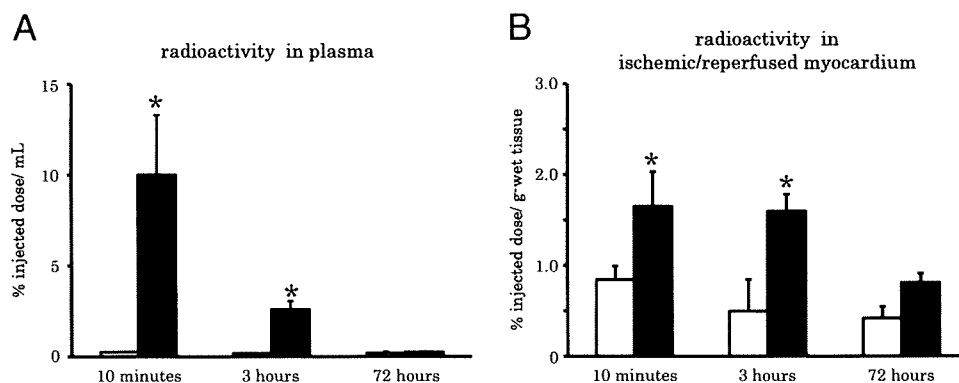 A
radioactivity in plasma
% injected dose/ mL
15
10
5
0
*
*
10 minutes
3 hours
72 hours
B
radioactivity in
ischemic/reperfused myocardium
% injected dose/ g-wet tissue
3.0
2.0
1.0
0
*
*
10 minutes
3 hours
72 hours